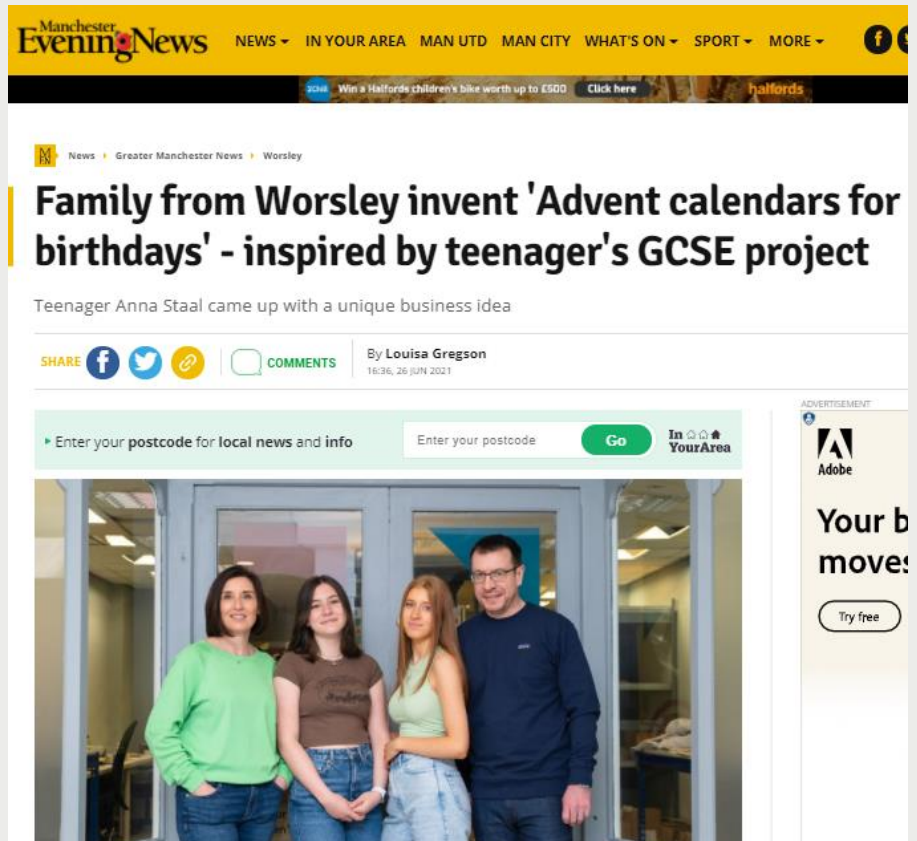 Manchester
Evening News
NEWS IN YOUR AREA MAN UTD MAN CITY WHAT'S ON SPORT MORE
Win a Halfords children's bike worth up to £500 Click here halfords
News Greater Manchester News Worsley
Family from Worsley invent 'Advent calendars for
birthdays' - inspired by teenager's GCSE project
Teenager Anna Staal came up with a unique business idea
SHARE COMMENTS By Louisa Gregson
16:36, 26 JUN 2021
ADVERTISEMENT
Enter your postcode for local news and info Enter your postcode Go In YourArea
Adobe
Your b
moves
Try free